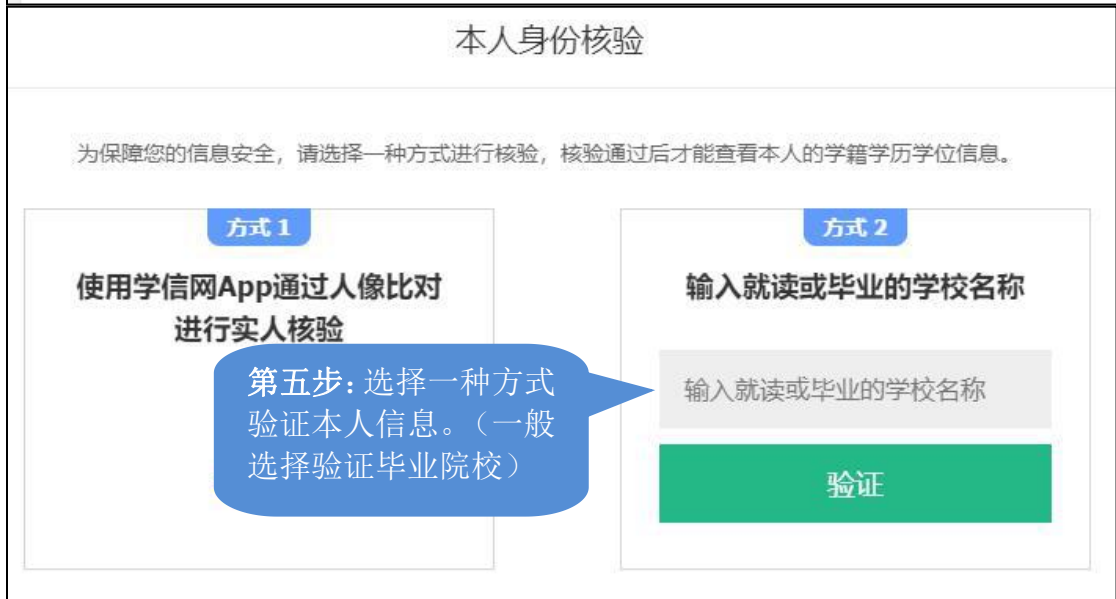 本人身份核验
为保障您的信息安全，请选择一种方式进行核验，核验通过后才能查看本人的学籍学历学位信息。
方式 1
使用学信网App通过人像比对
进行实人核验
第五步：选择一种方式
验证本人信息。（一般
选择验证毕业院校）
方式 2
输入就读或毕业的学校名称
输入就读或毕业的学校名称
验证